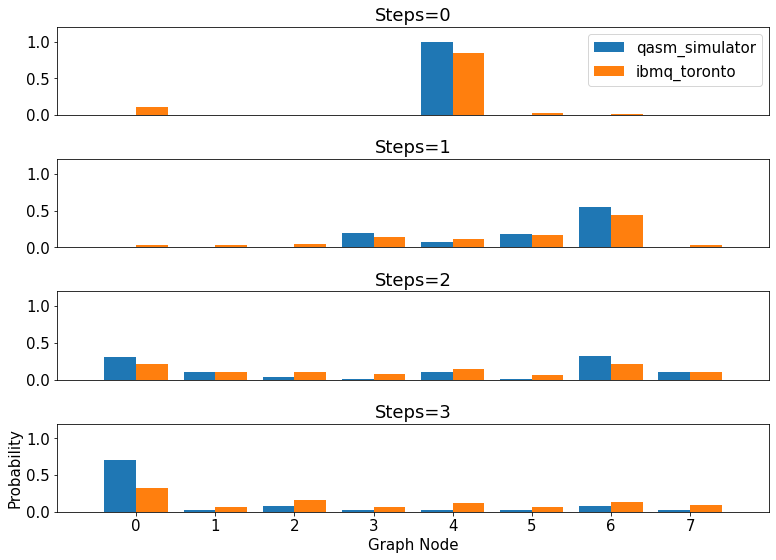 Steps=0
1.0
0.5
0.0
qasm_simulator
ibmq_toronto
Steps=1
1.0
0.5
0.0
Steps=2
1.0
0.5
0.0
Steps=3
1.0
0.5
0.0
Probability
0 1 2 3 4 5 6 7
Graph Node